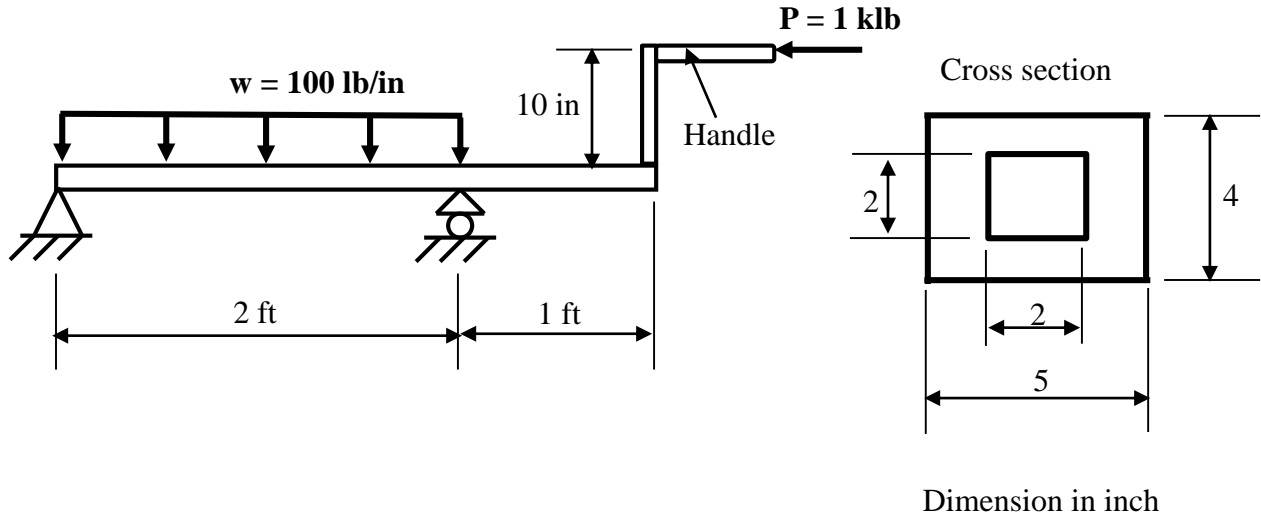 P = 1 klb
Cross section
w = 100 lb/in
10 in
Handle
2
4
2 ft
1 ft
2
5
Dimension in inch